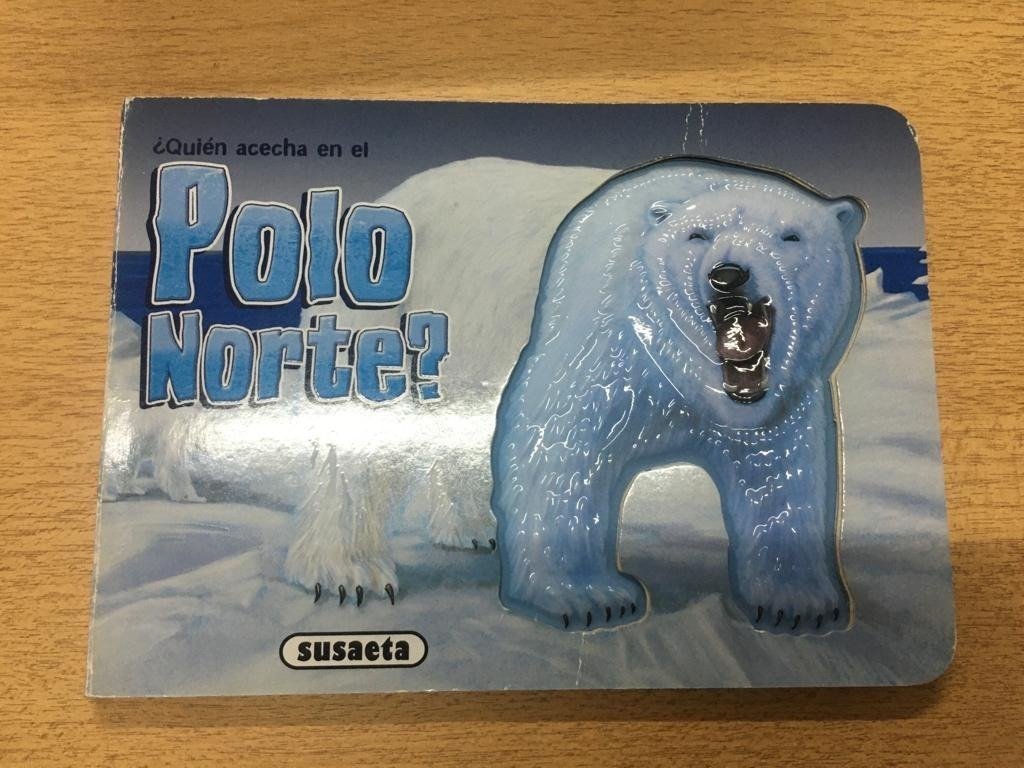 ¿Quién acecha en el
Polo
Norte?
susaeta